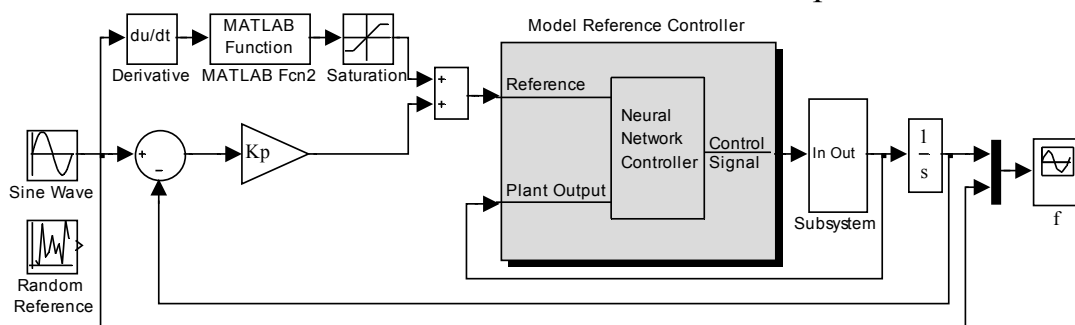 Model Reference Controller
du/dt
MATLAB
Function
Derivative
MATLAB Fcn2
Saturation
+
+
Reference
Neural
Network
Controller
Control
Signal
Plant Output
In Out
Subsystem
1
s
f
+
−
Kp
Sine Wave
Random
Reference